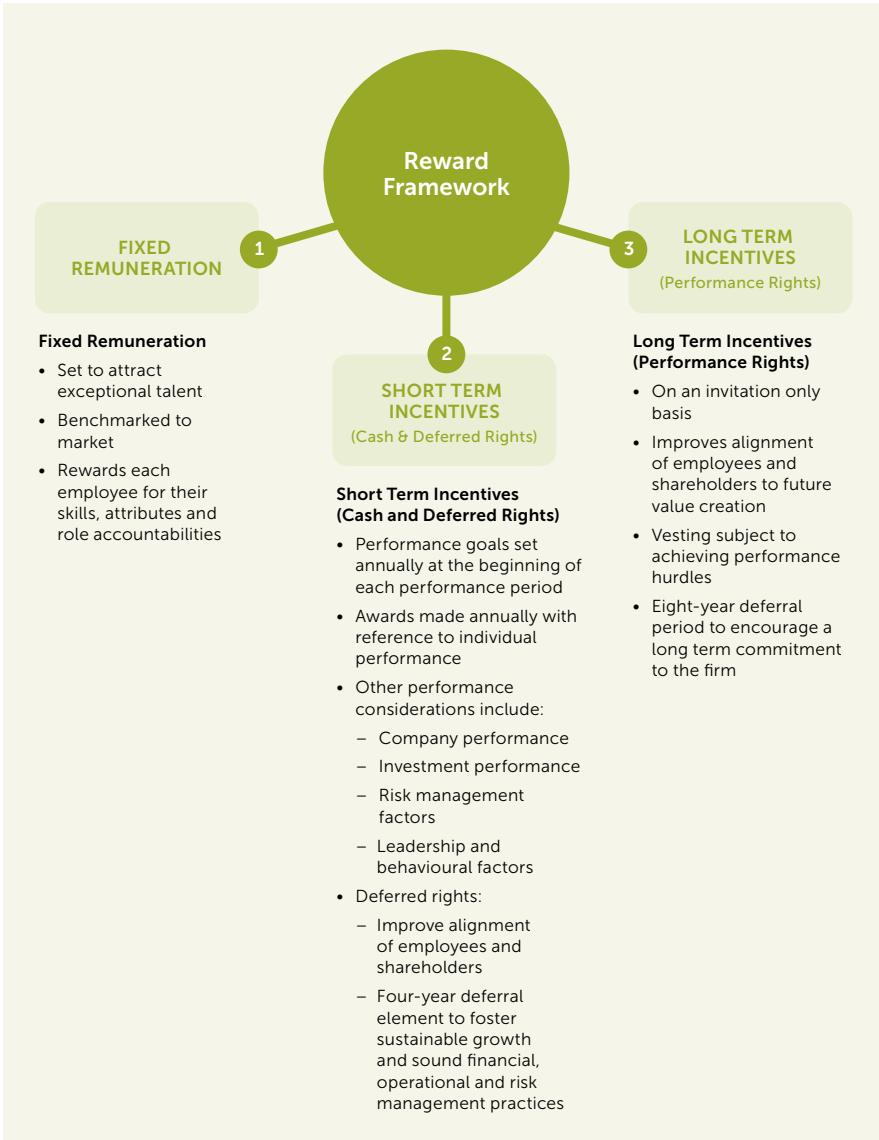 Reward
Framework
1
FIXED
REMUNERATION
Fixed Remuneration
• Set to attract
exceptional talent
• Benchmarked to
market
• Rewards each
employee for their
skills, attributes and
role accountabilities
2
SHORT TERM
INCENTIVES
(Cash & Deferred Rights)
Short Term Incentives
(Cash and Deferred Rights)
• Performance goals set
annually at the beginning of
each performance period
• Awards made annually with
reference to individual
performance
• Other performance
considerations include:
– Company performance
– Investment performance
– Risk management
factors
– Leadership and
behavioural factors
• Deferred rights:
– Improve alignment
of employees and
shareholders
– Four-year deferral
element to foster
sustainable growth
and sound financial,
operational and risk
management practices
3
LONG TERM
INCENTIVES
(Performance Rights)
Long Term Incentives
(Performance Rights)
• On an invitation only
basis
• Improves alignment
of employees and
shareholders to future
value creation
• Vesting subject to
achieving performance
hurdles
• Eight-year deferral
period to encourage a
long term commitment
to the firm